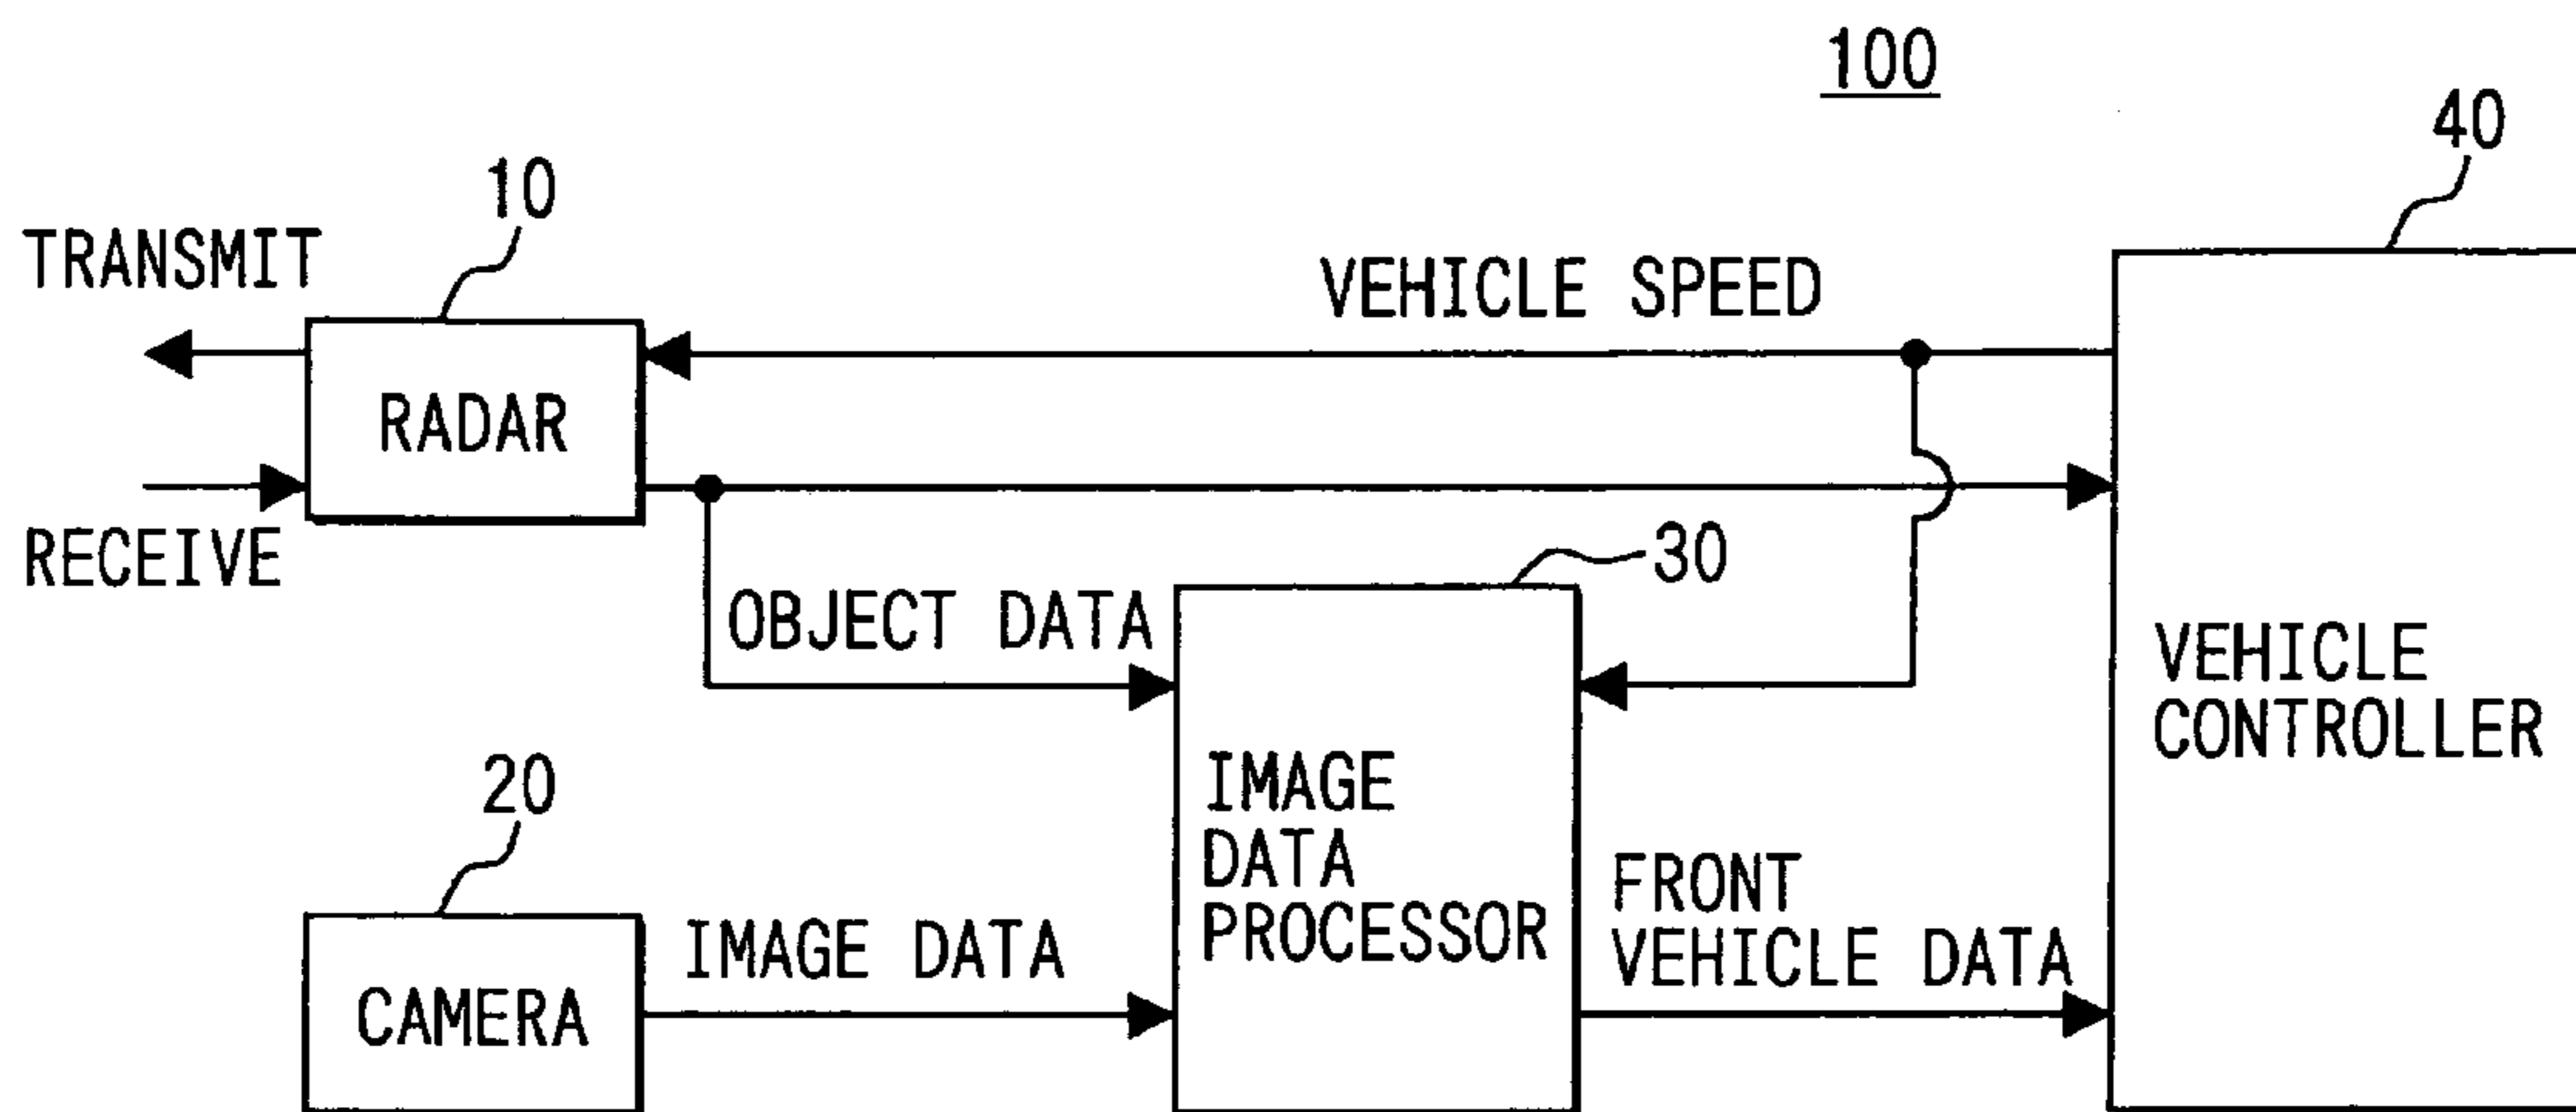 100
40
10
TRANSMIT
VEHICLE SPEED
RADAR
RECEIVE
30
OBJECT DATA
VEHICLE
CONTROLLER
20
IMAGE
DATA
PROCESSOR
FRONT
VEHICLE DATA
IMAGE DATA
CAMERA